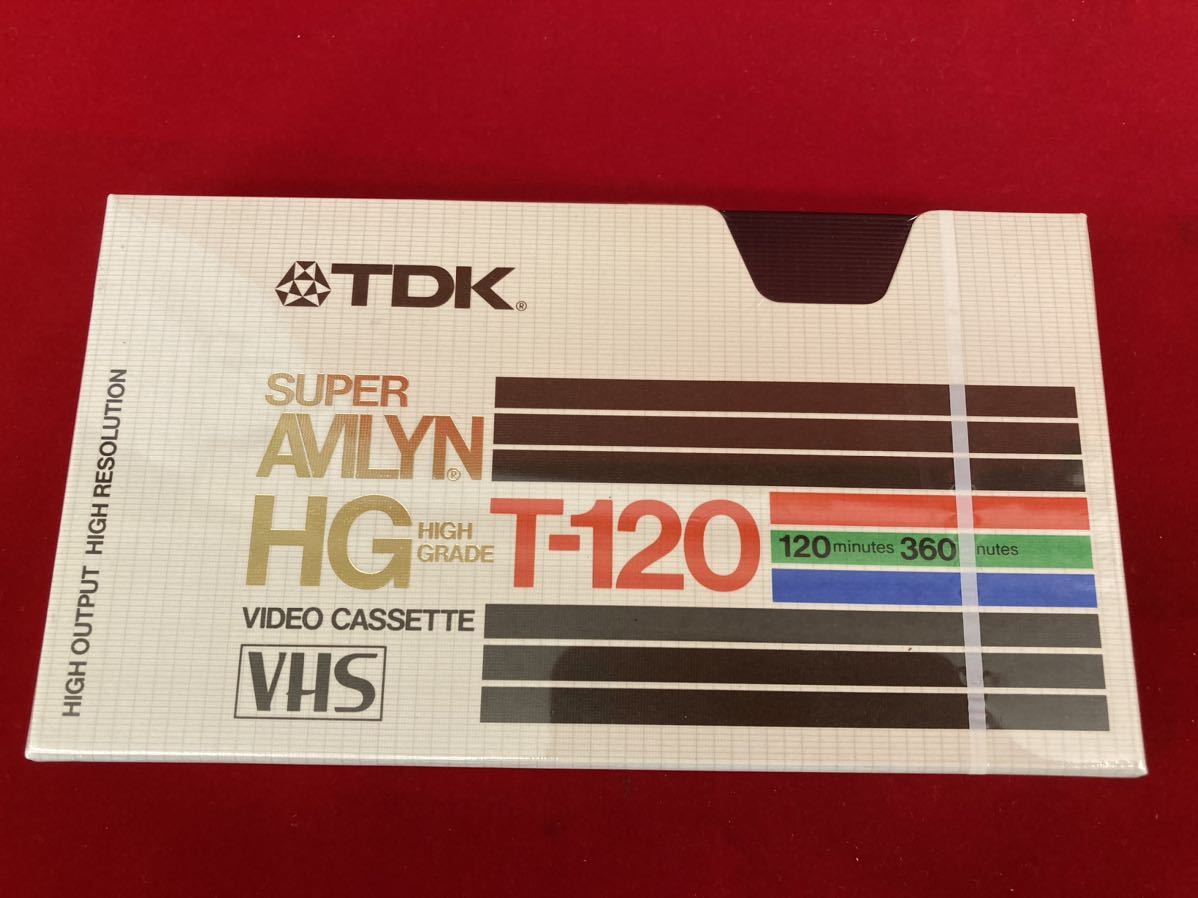 TDK®
SUPER
AVILYN®
HG HIGH GRADE T-120
120 minutes 360 nutes
VIDEO CASSETTE
VHS
HIGH OUTPUT HIGH RESOLUTION